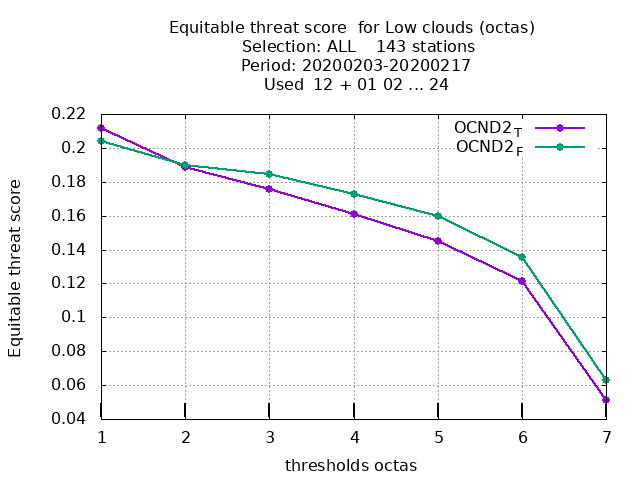 Equitable threat score  for Low clouds (octas)
Selection: ALL    143 stations
Period: 20200203-20200217
Used  12 + 01 02 ... 24
OCND2T
OCND2F
0.22
0.2
0.18
0.16
0.14
0.12
0.1
0.08
0.06
0.04
Equitable threat score
1 2 3 4 5 6 7
thresholds octas